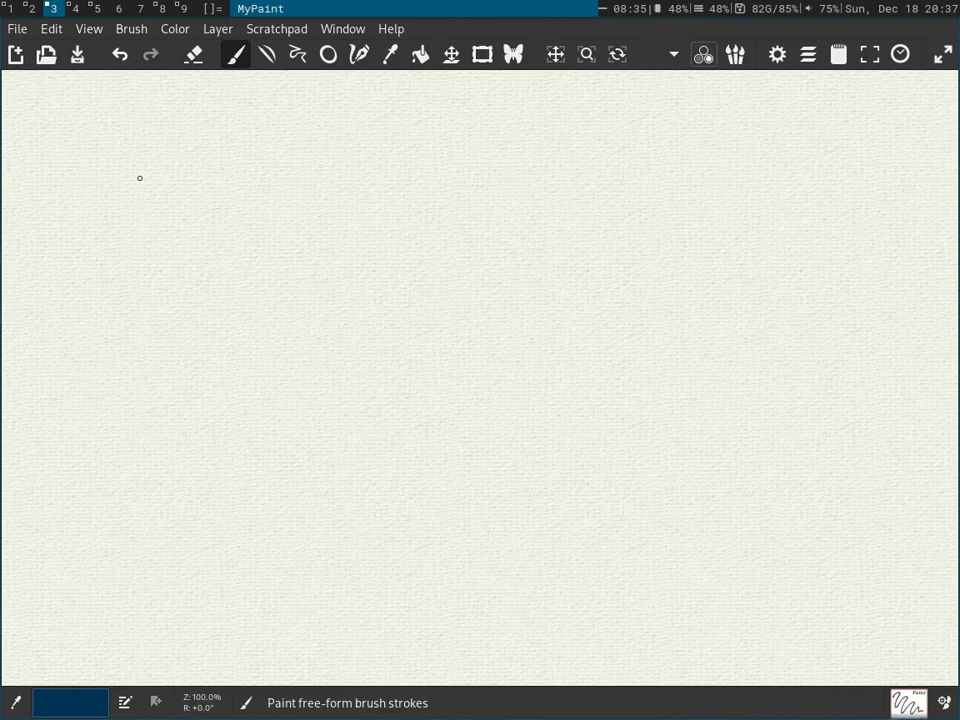 1 2 3 4 5 6 7 8 9 []= MyPaint 08:35| 48%| 48%| 82G/85%| 75%| Sun, Dec 18 20:37
File Edit View Brush Color Layer Scratchpad Window Help
Z: 100.0%
R: +0.0°
Paint free-form brush strokes